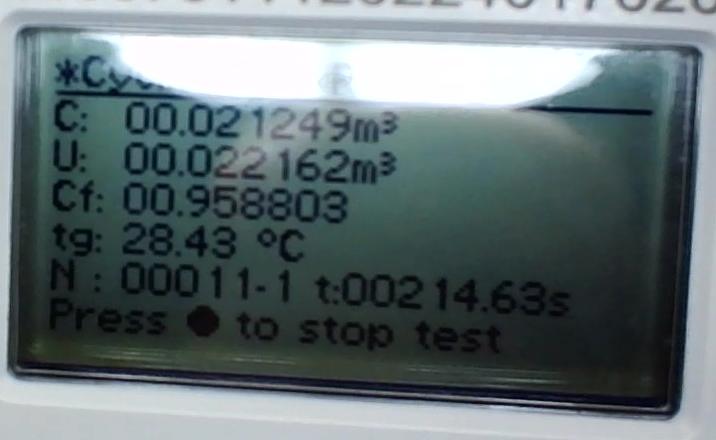 C: 00.021249m³
U: 00.022162m³
Cf: 00.958803
tg: 28.43 °C
N : 00011-1 t:00214.63s
Press ● to stop test